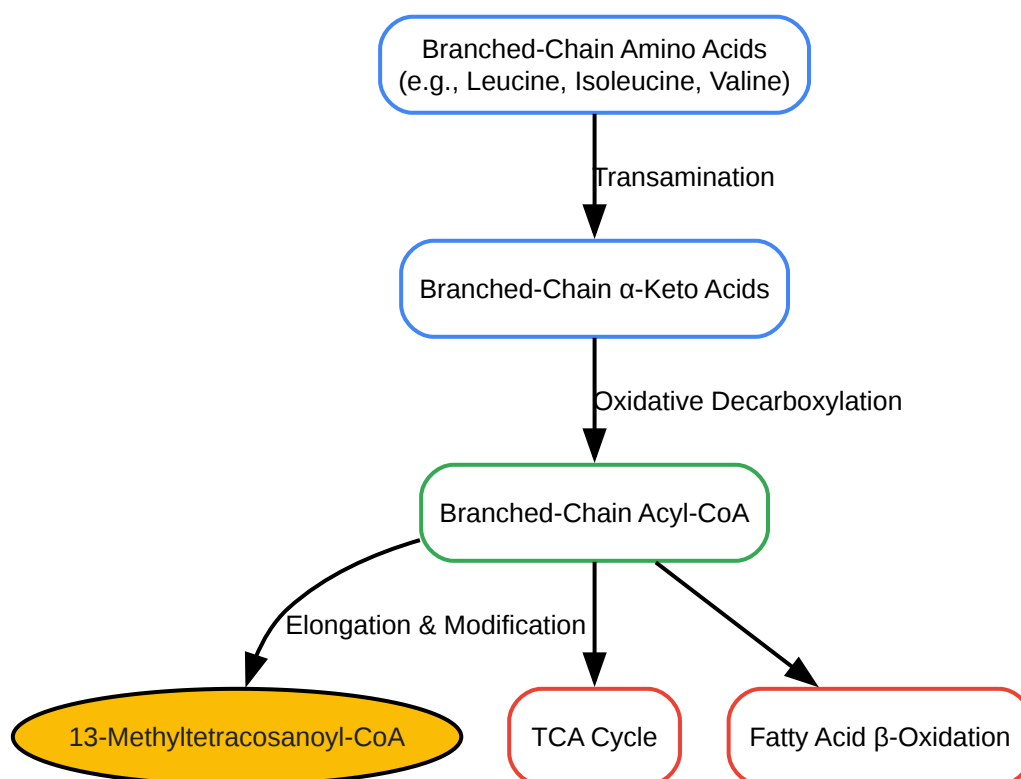 Branched-Chain Amino Acids
(e.g., Leucine, Isoleucine, Valine)
Transamination
Branched-Chain α-Keto Acids
Oxidative Decarboxylation
Branched-Chain Acyl-CoA
Elongation & Modification
13-Methyltetracosanoyl-CoA
TCA Cycle
Fatty Acid β-Oxidation